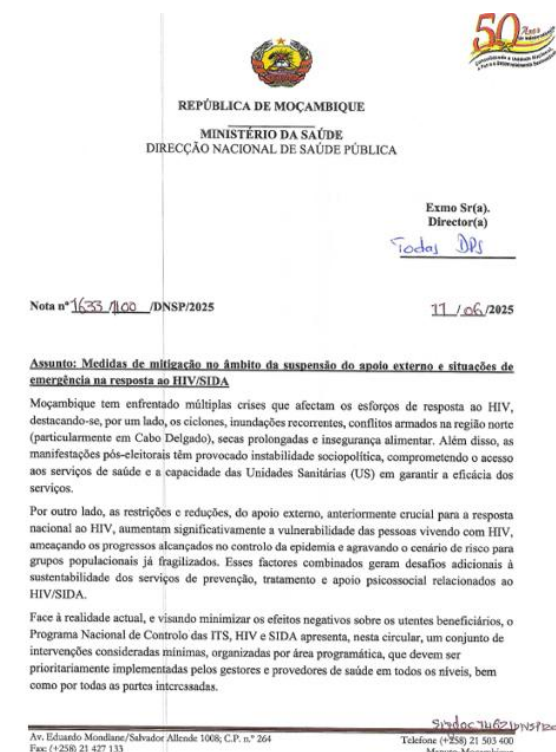 50 Anos
REPÚBLICA DE MOÇAMBIQUE
MINISTÉRIO DA SAÚDE
DIRECÇÃO NACIONAL DE SAÚDE PÚBLICA
Exmo Sr(a).
Director(a)
Todas DPS
Nota nº 1633 /1100 /DNSP/2025
11 / 06 /2025
Assunto: Medidas de mitigação no âmbito da suspensão do apoio externo e situações de
emergência na resposta ao HIV/SIDA
Moçambique tem enfrentado múltiplas crises que afectam os esforços de resposta ao HIV,
destacando-se, por um lado, os ciclones, inundações recorrentes, conflitos armados na região norte
(particularmente em Cabo Delgado), secas prolongadas e insegurança alimentar. Além disso, as
manifestações pós-eleitorais têm provocado instabilidade sociopolítica, comprometendo o acesso
aos serviços de saúde e a capacidade das Unidades Sanitárias (US) em garantir a eficácia dos
serviços.
Por outro lado, as restrições e reduções, do apoio externo, anteriormente crucial para a resposta
nacional ao HIV, aumentam significativamente a vulnerabilidade das pessoas vivendo com HIV,
ameaçando os progressos alcançados no controlo da epidemia e agravando o cenário de risco para
grupos populacionais já fragilizados. Esses factores combinados geram desafios adicionais à
sustentabilidade dos serviços de prevenção, tratamento e apoio psicossocial relacionados ao
HIV/SIDA.
Face à realidade actual, e visando minimizar os efeitos negativos sobre os utentes beneficiários, o
Programa Nacional de Controlo das ITS, HIV e SIDA apresenta, nesta circular, um conjunto de
intervenções consideradas mínimas, organizadas por área programática, que devem ser
prioritariamente implementadas pelos gestores e provedores de saúde em todos os níveis, bem
como por todas as partes interessadas.
Av. Eduardo Mondlane/Salvador Allende 1008; C.P. n.º 264
Telefone (+258) 21 503 400
Fax: (+258) 21 427 133